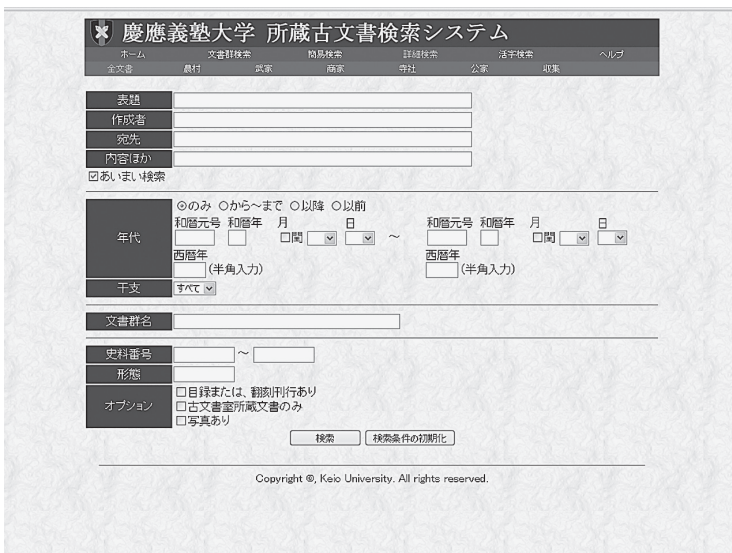 慶應義塾大学 所蔵古文書検索システム
ホーム 文書群検索 簡易検索 詳細検索 活字検索 ヘルプ
全文書 農村 武家 商家 寺社 公家 収集
表題
作成者
宛先
内容ほか
☑あいまい検索
年代
◉のみ ○から～まで ○以降 ○以前
和暦元号 和暦年 月 日 和暦元号 和暦年 月 日
□閏 ～ □閏
西暦年 西暦年
(半角入力) (半角入力)
干支 すべて
文書群名
史料番号 ～
形態
オプション
□目録または、翻刻刊行あり
□古文書室所蔵文書のみ
□写真あり
検索 検索条件の初期化
Copyright ©, Keio University. All rights reserved.